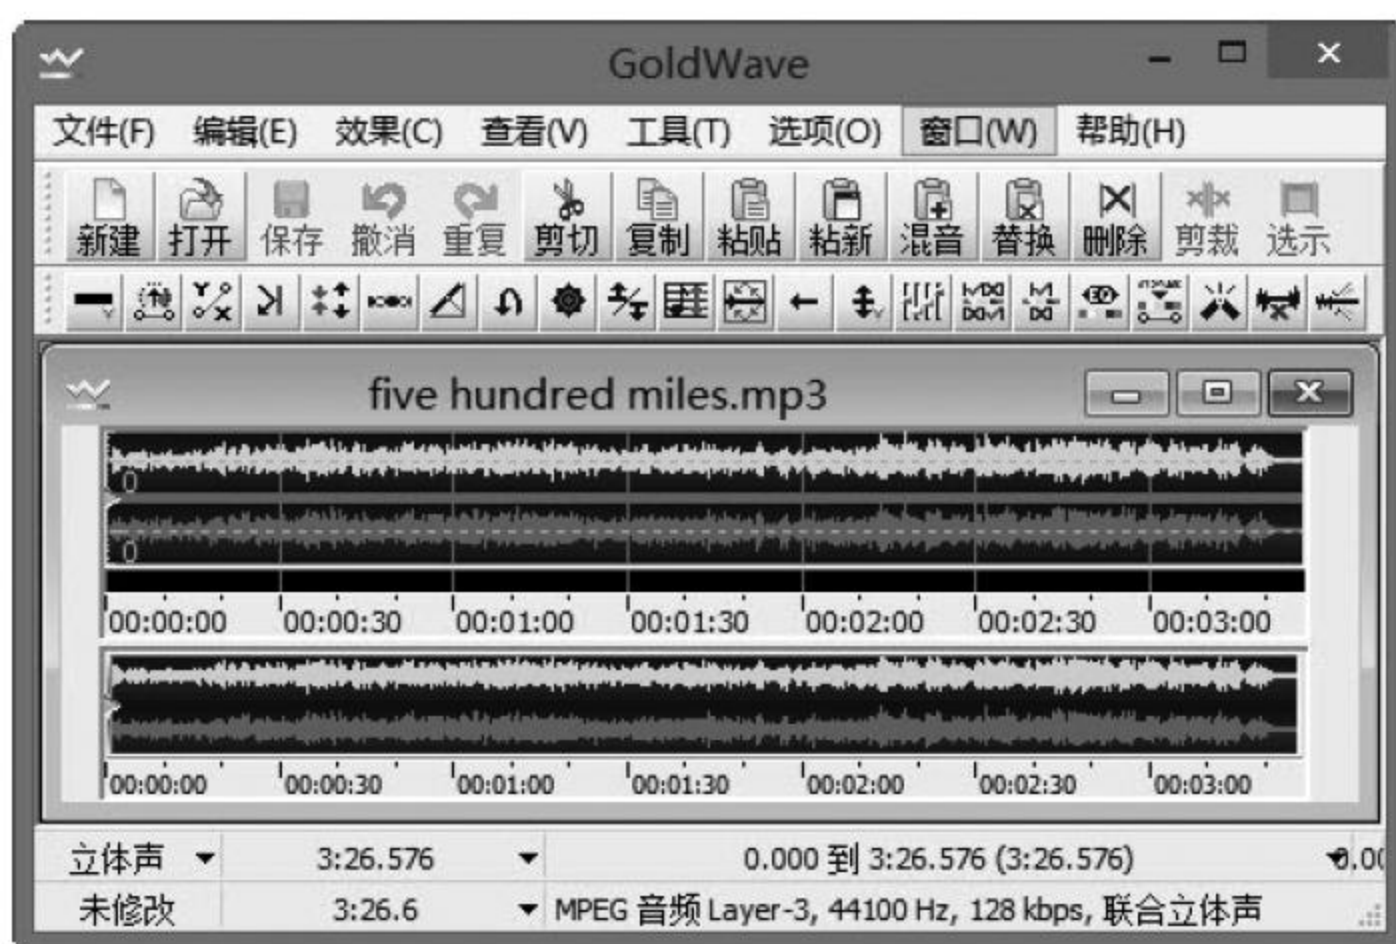 GoldWave
文件(F) 编辑(E) 效果(C) 查看(V) 工具(T) 选项(O) 窗口(W) 帮助(H)
新建 打开 保存 撤消 重复 剪切 复制 粘贴 粘新 混音 替换 删除 剪裁 选示
five hundred miles.mp3
0
0
00:00:00 00:00:30 00:01:00 00:01:30 00:02:00 00:02:30 00:03:00
00:00:00 00:00:30 00:01:00 00:01:30 00:02:00 00:02:30 00:03:00
立体声 3:26.576 0.000 到 3:26.576 (3:26.576)
未修改 3:26.6 MPEG 音频 Layer-3, 44100 Hz, 128 kbps, 联合立体声